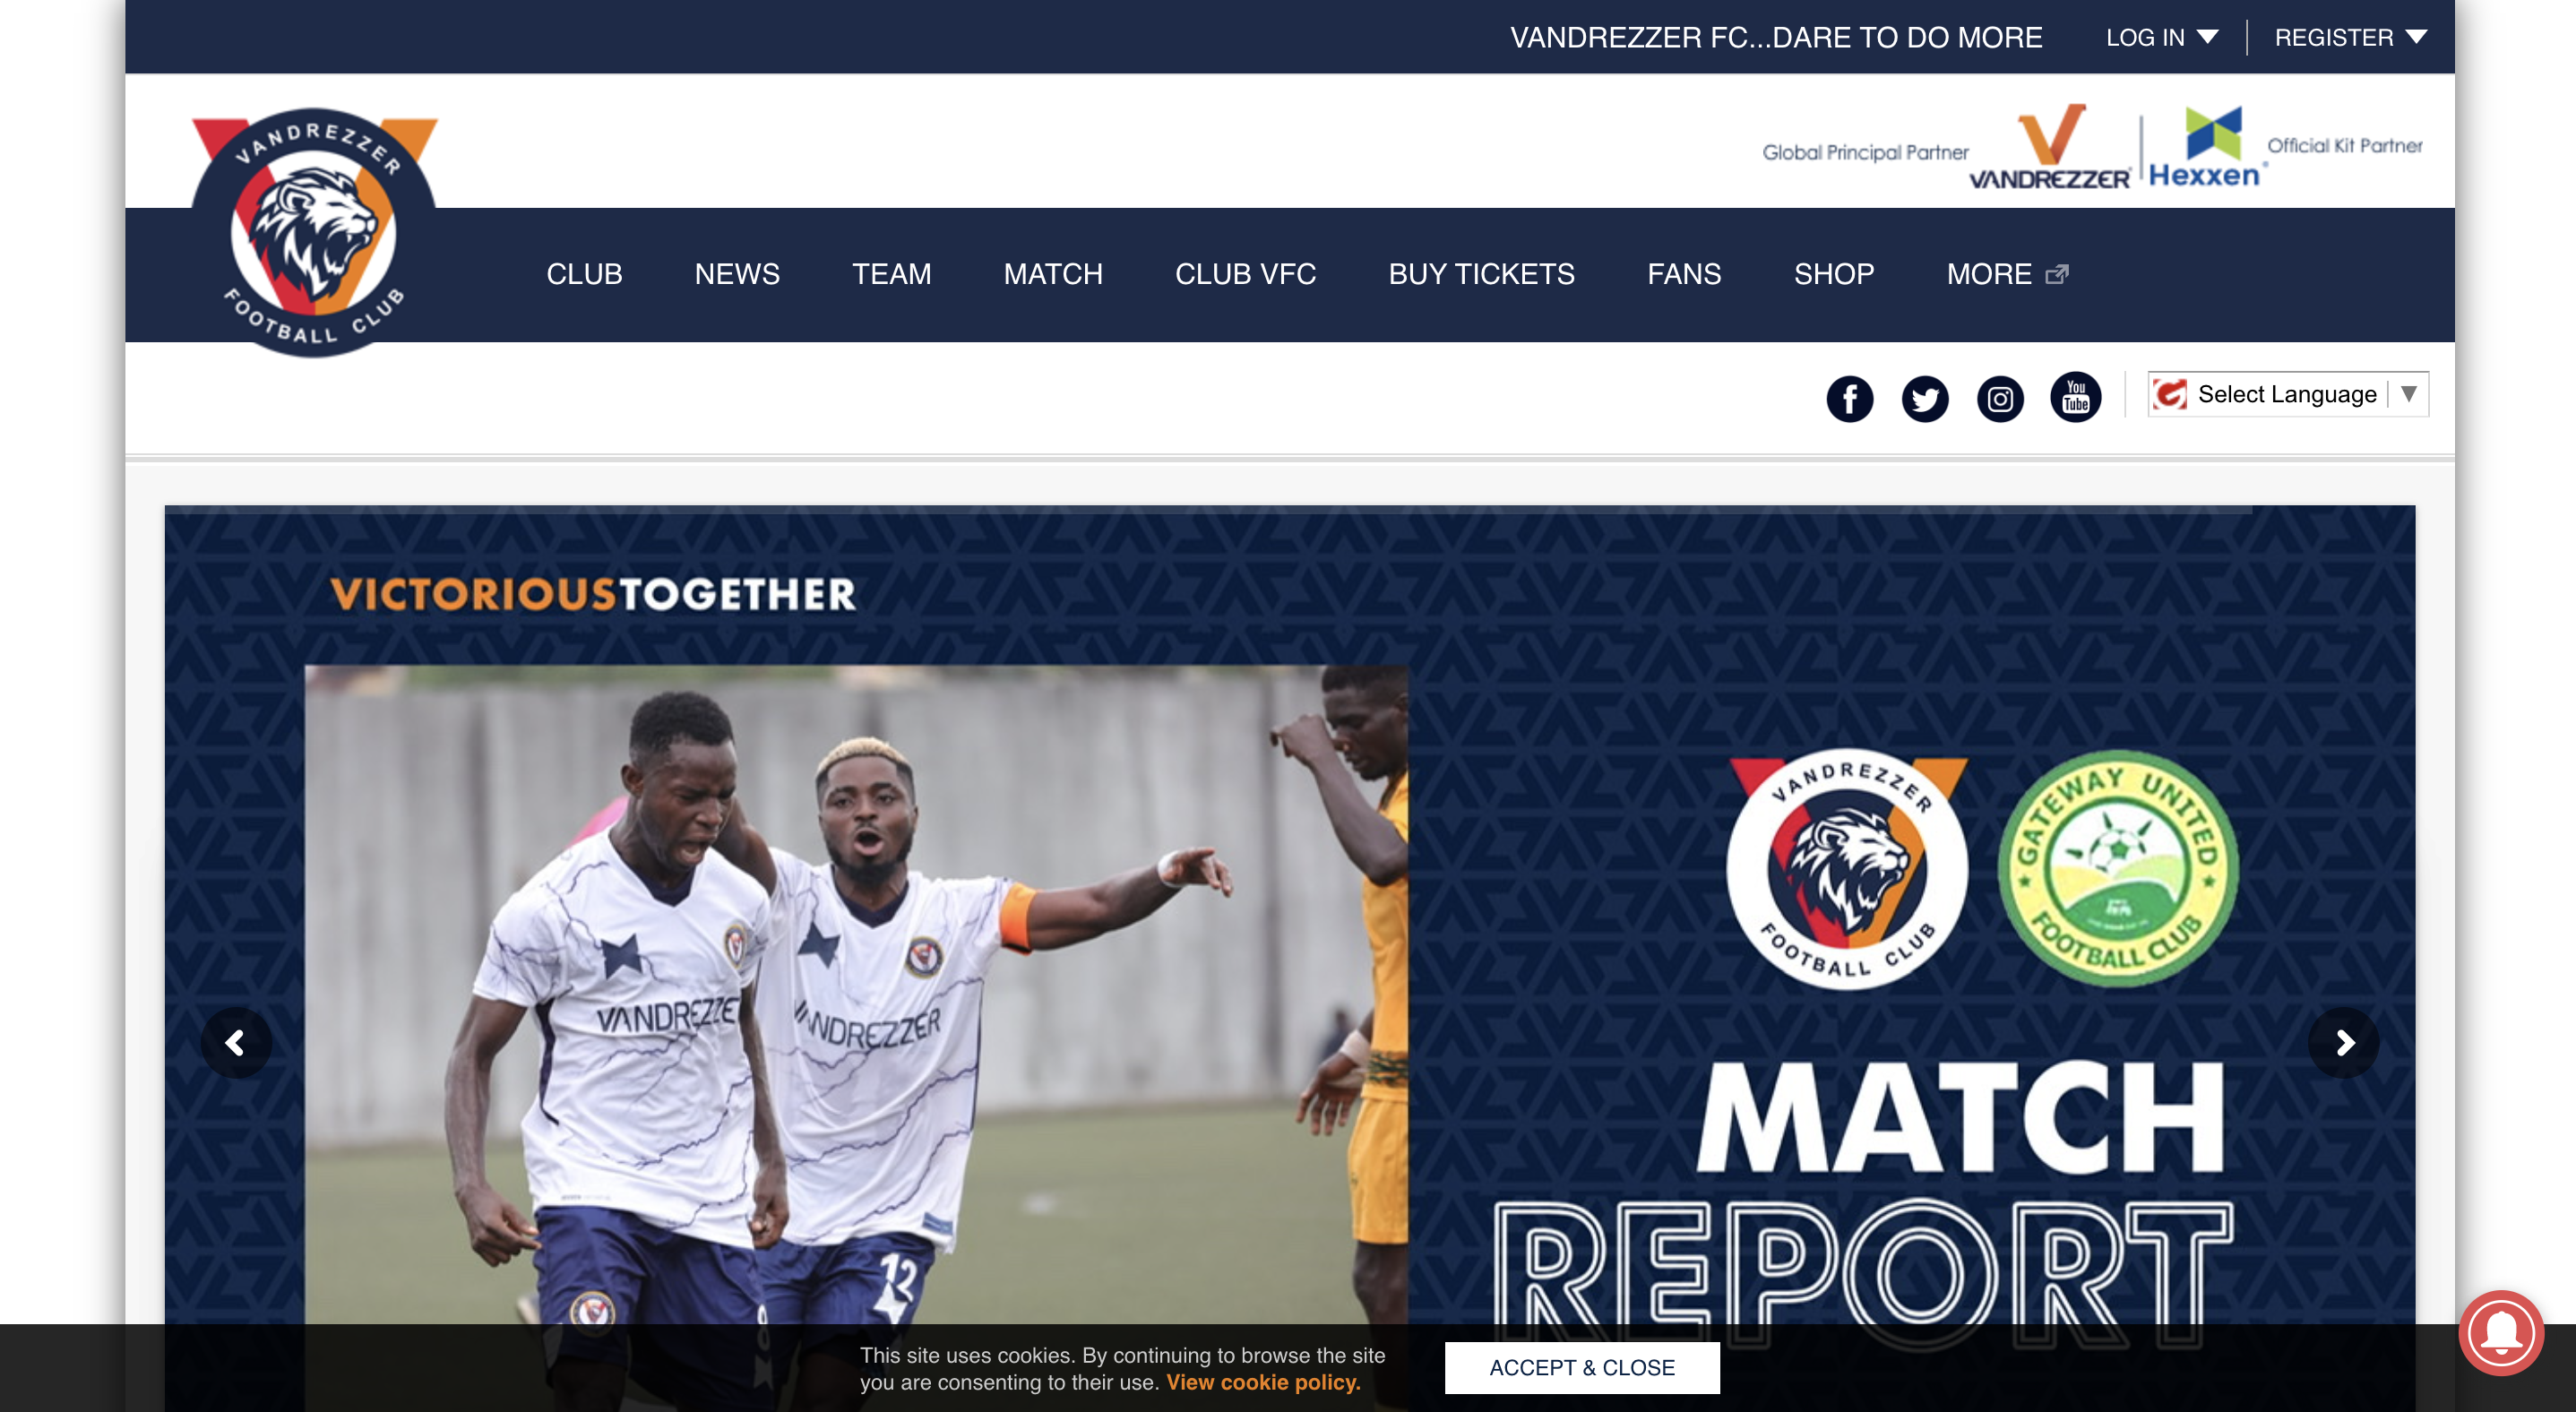 VANDREZZER FC...DARE TO DO MORE
LOG IN
REGISTER
VANDREZZER
FOOTBALL CLUB
Global Principal Partner
VANDREZZER
Hexxen
Official Kit Partner
CLUB
NEWS
TEAM
MATCH
CLUB VFC
BUY TICKETS
FANS
SHOP
MORE
You
Tube
Select Language
VICTORIOUSTOGETHER
VANDREZZER
FOOTBALL CLUB
GATEWAY UNITED
FOOTBALL CLUB
VANDREZZE
VANDREZZER
12
MATCH
REPORT
This site uses cookies. By continuing to browse the site
you are consenting to their use. View cookie policy.
ACCEPT & CLOSE